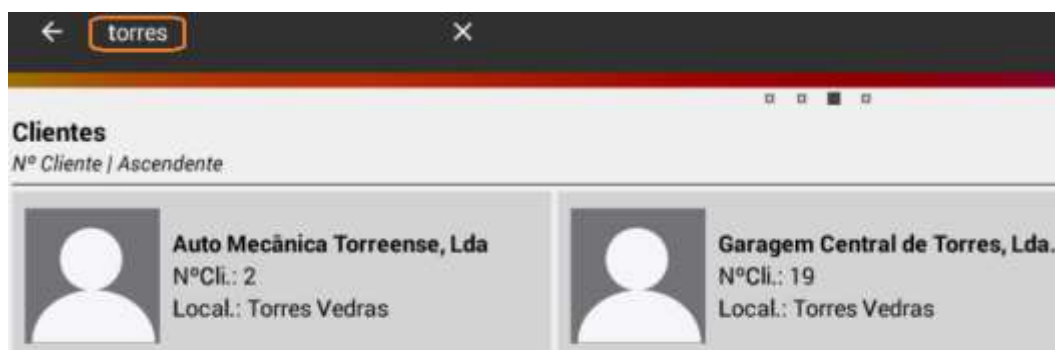 torres
Clientes
Nº Cliente | Ascendente
Auto Mecânica Torreense, Lda
NºCli.: 2
Local.: Torres Vedras
Garagem Central de Torres, Lda.
NºCli.: 19
Local.: Torres Vedras